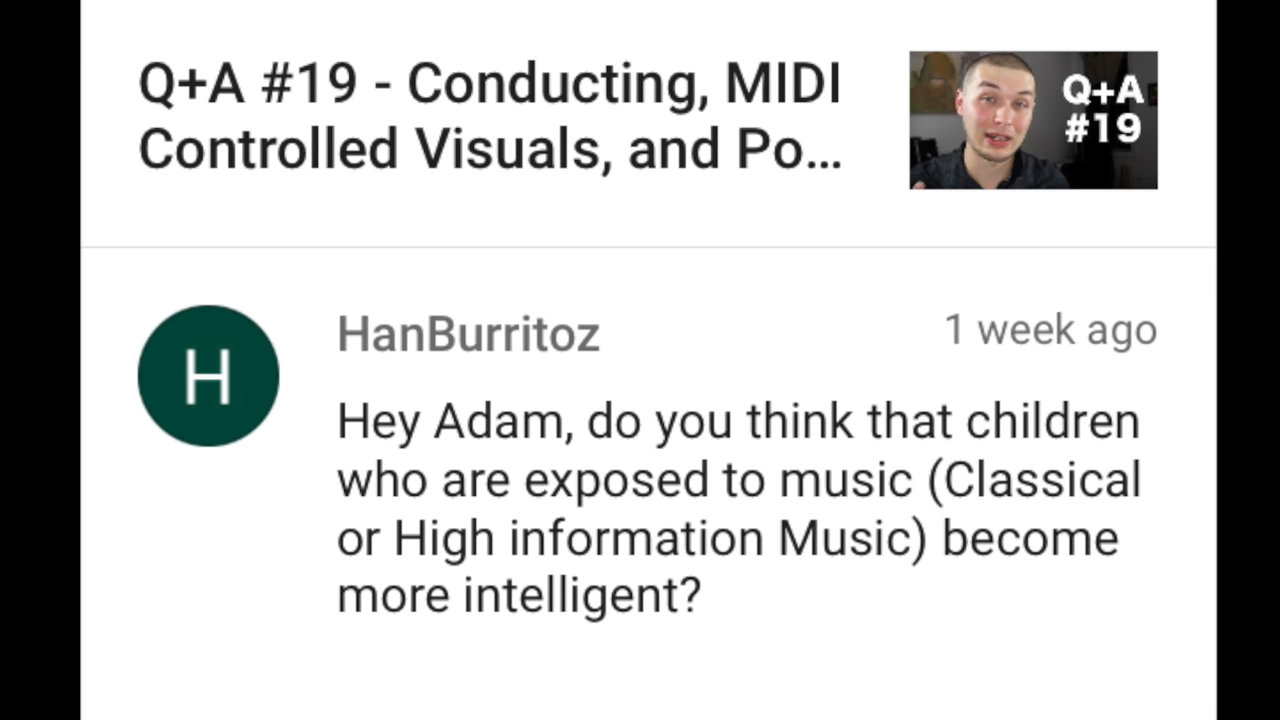 Q+A #19 - Conducting, MIDI
Controlled Visuals, and Po...
Q+A
#19
H
HanBurritoz
1 week ago
Hey Adam, do you think that children
who are exposed to music (Classical
or High information Music) become
more intelligent?